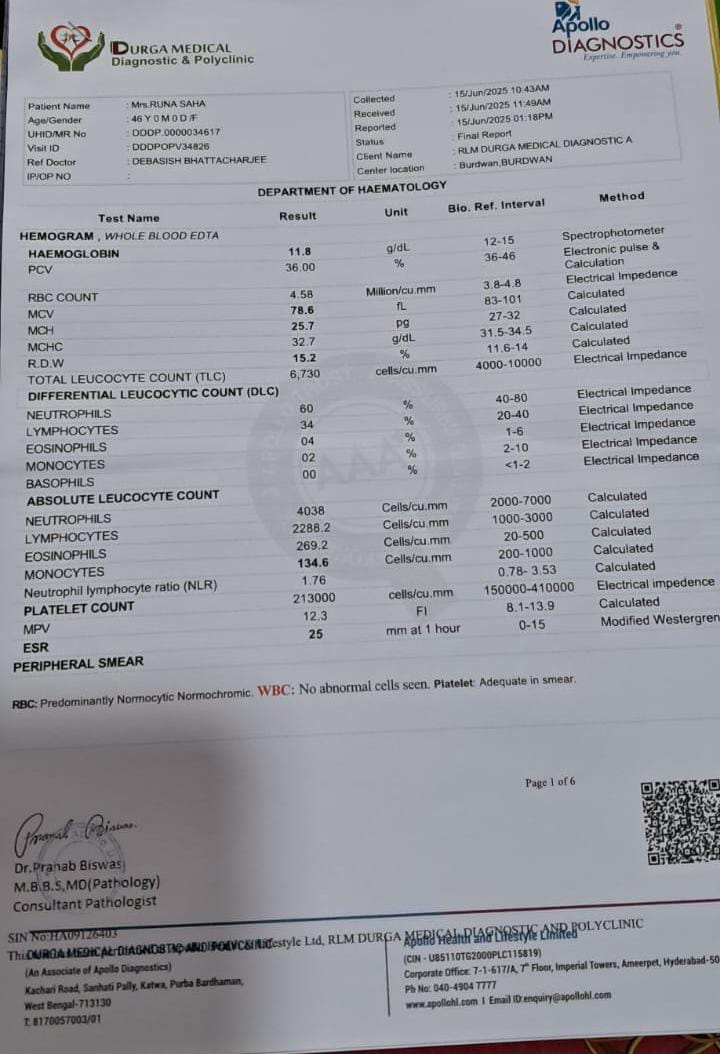 DURGA MEDICAL
Diagnostic & Polyclinic
Apollo®
DIAGNOSTICS
Expertise. Empowering you.
Patient Name : Mrs.RUNA SAHA
Age/Gender : 46 Y 0 M 0 D /F
UHID/MR No : DDDP.0000034617
Visit ID : DDDPOPV34826
Ref Doctor : DEBASISH BHATTACHARJEE
IP/OP NO :
Collected : 15/Jun/2025 10:43AM
Received : 15/Jun/2025 11:49AM
Reported : 15/Jun/2025 01:18PM
Status : Final Report
Client Name : RLM DURGA MEDICAL DIAGNOSTIC A
Center location : Burdwan,BURDWAN
DEPARTMENT OF HAEMATOLOGY
Test Name Result Unit Bio. Ref. Interval Method
HEMOGRAM , WHOLE BLOOD EDTA
HAEMOGLOBIN 11.8 g/dL 12-15 Spectrophotometer
PCV 36.00 % 36-46 Electronic pulse & Calculation
RBC COUNT 4.58 Million/cu.mm 3.8-4.8 Electrical Impedence
MCV 78.6 fL 83-101 Calculated
MCH 25.7 pg 27-32 Calculated
MCHC 32.7 g/dL 31.5-34.5 Calculated
R.D.W 15.2 % 11.6-14 Calculated
TOTAL LEUCOCYTE COUNT (TLC) 6,730 cells/cu.mm 4000-10000 Electrical Impedance
DIFFERENTIAL LEUCOCYTIC COUNT (DLC)
NEUTROPHILS 60 % 40-80 Electrical Impedance
LYMPHOCYTES 34 % 20-40 Electrical Impedance
EOSINOPHILS 04 % 1-6 Electrical Impedance
MONOCYTES 02 % 2-10 Electrical Impedance
BASOPHILS 00 % <1-2 Electrical Impedance
ABSOLUTE LEUCOCYTE COUNT
NEUTROPHILS 4038 Cells/cu.mm 2000-7000 Calculated
LYMPHOCYTES 2288.2 Cells/cu.mm 1000-3000 Calculated
EOSINOPHILS 269.2 Cells/cu.mm 20-500 Calculated
MONOCYTES 134.6 Cells/cu.mm 200-1000 Calculated
Neutrophil lymphocyte ratio (NLR) 1.76 0.78- 3.53 Calculated
PLATELET COUNT 213000 cells/cu.mm 150000-410000 Electrical impedence
MPV 12.3 Fl 8.1-13.9 Calculated
ESR 25 mm at 1 hour 0-15 Modified Westergren
PERIPHERAL SMEAR
RBC: Predominantly Normocytic Normochromic. WBC: No abnormal cells seen. Platelet: Adequate in smear.
Page 1 of 6
Pranab Biswas.
Dr.Pranab Biswas
M.B.B.S,MD(Pathology)
Consultant Pathologist
SIN No:HA09126403
Lifestyle Ltd, RLM DURGA MEDICAL DIAGNOSTIC AND POLYCLINIC
DURGA MEDICAL DIAGNOSTIC AND POLYCLINIC
(An Associate of Apollo Diagnostics)
Kachari Road, Sanhati Pally, Katwa, Purba Bardhaman,
West Bengal-713130
T: 8170057003/01
Apollo Health and Lifestyle Limited
(CIN - U85110TG2000PLC115819)
Corporate Office: 7-1-617/A, 7th Floor, Imperial Towers, Ameerpet, Hyderabad-50
Ph No: 040-4904 7777
www.apollohl.com I Email ID:enquiry@apollohl.com